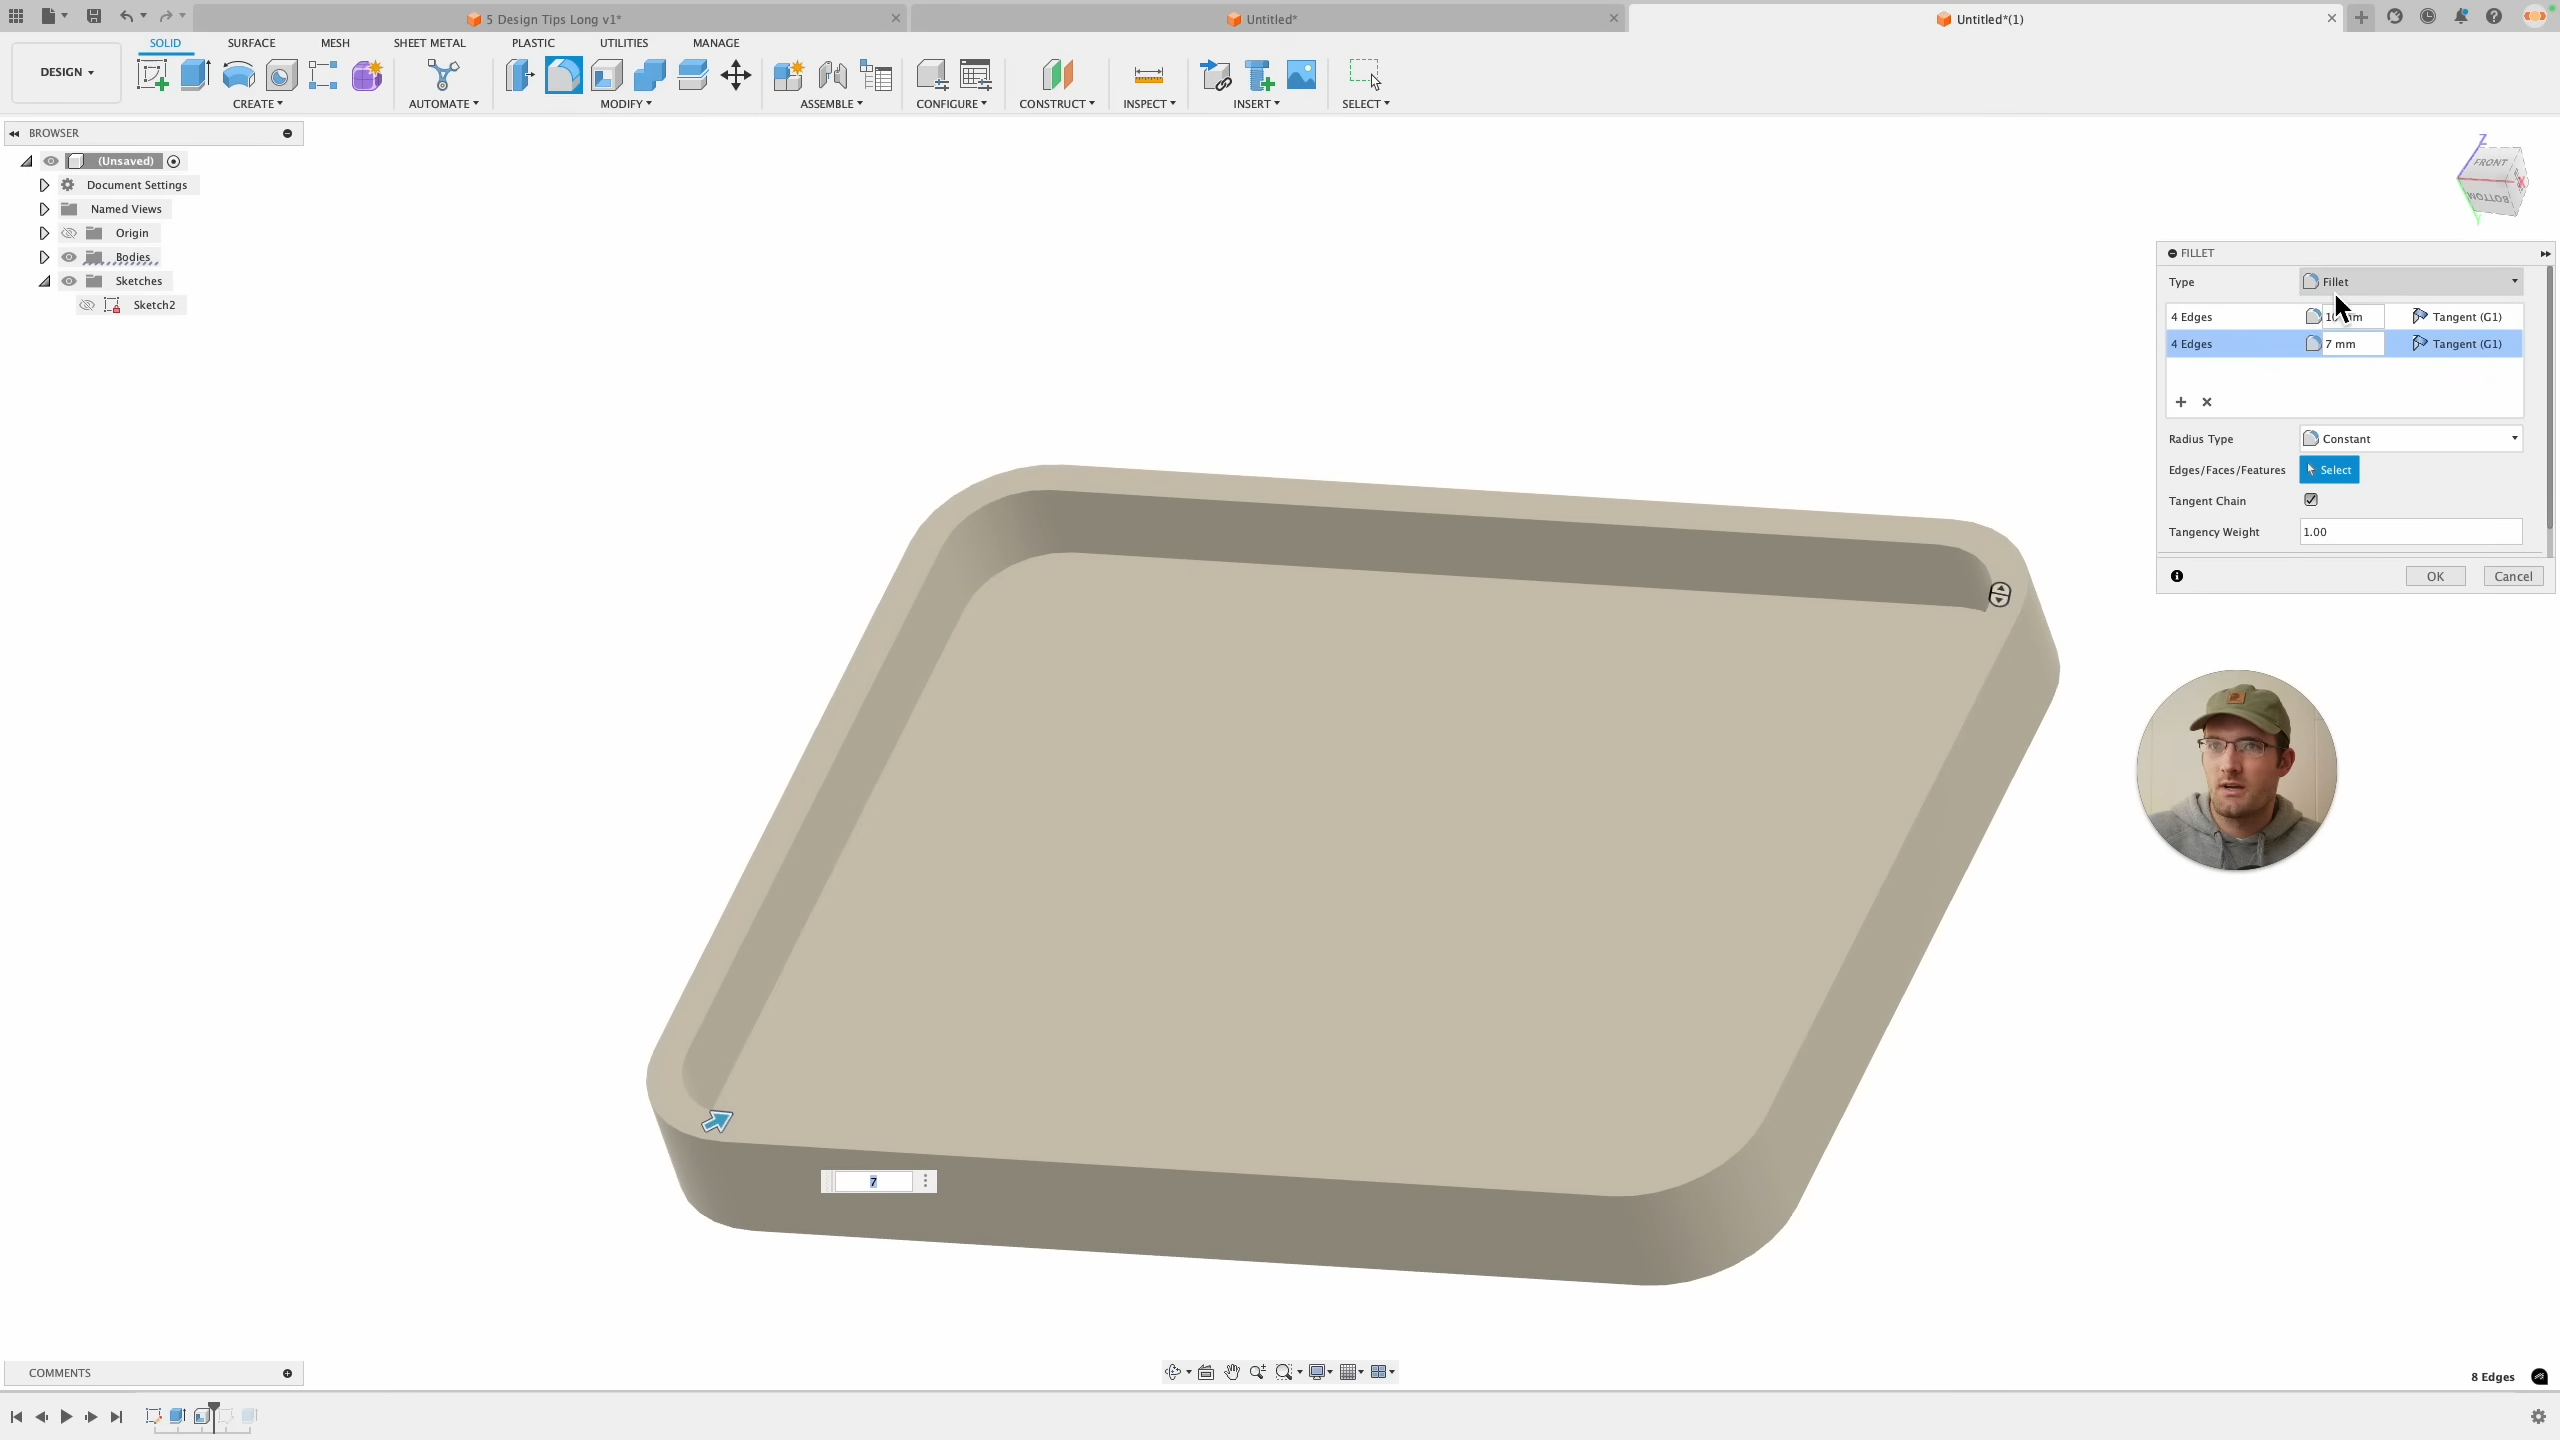 5 Design Tips Long v1*
Untitled*
Untitled*(1)
DESIGN
SOLID SURFACE MESH SHEET METAL PLASTIC UTILITIES MANAGE
CREATE AUTOMATE MODIFY ASSEMBLE CONFIGURE CONSTRUCT INSPECT INSERT SELECT
BROWSER
(Unsaved)
Document Settings
Named Views
Origin
Bodies
Sketches
Sketch2
Z
FRONT
X
BOTTOM
Y
FILLET
Type Fillet
4 Edges Tangent (G1)
4 Edges 7 mm Tangent (G1)
Radius Type Constant
Edges/Faces/Features Select
Tangent Chain
Tangency Weight 1.00
OK Cancel
7
COMMENTS
8 Edges